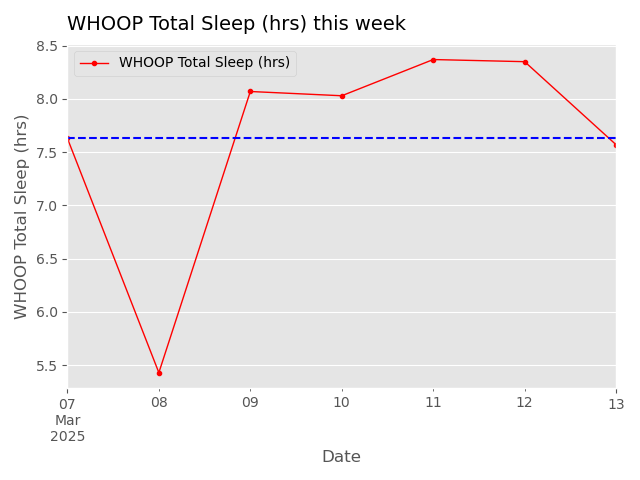 WHOOP Total Sleep (hrs) this week
WHOOP Total Sleep (hrs)
WHOOP Total Sleep (hrs)
8.5
8.0
7.5
7.0
6.5
6.0
5.5
07 08 09 10 11 12 13
Mar
2025
Date